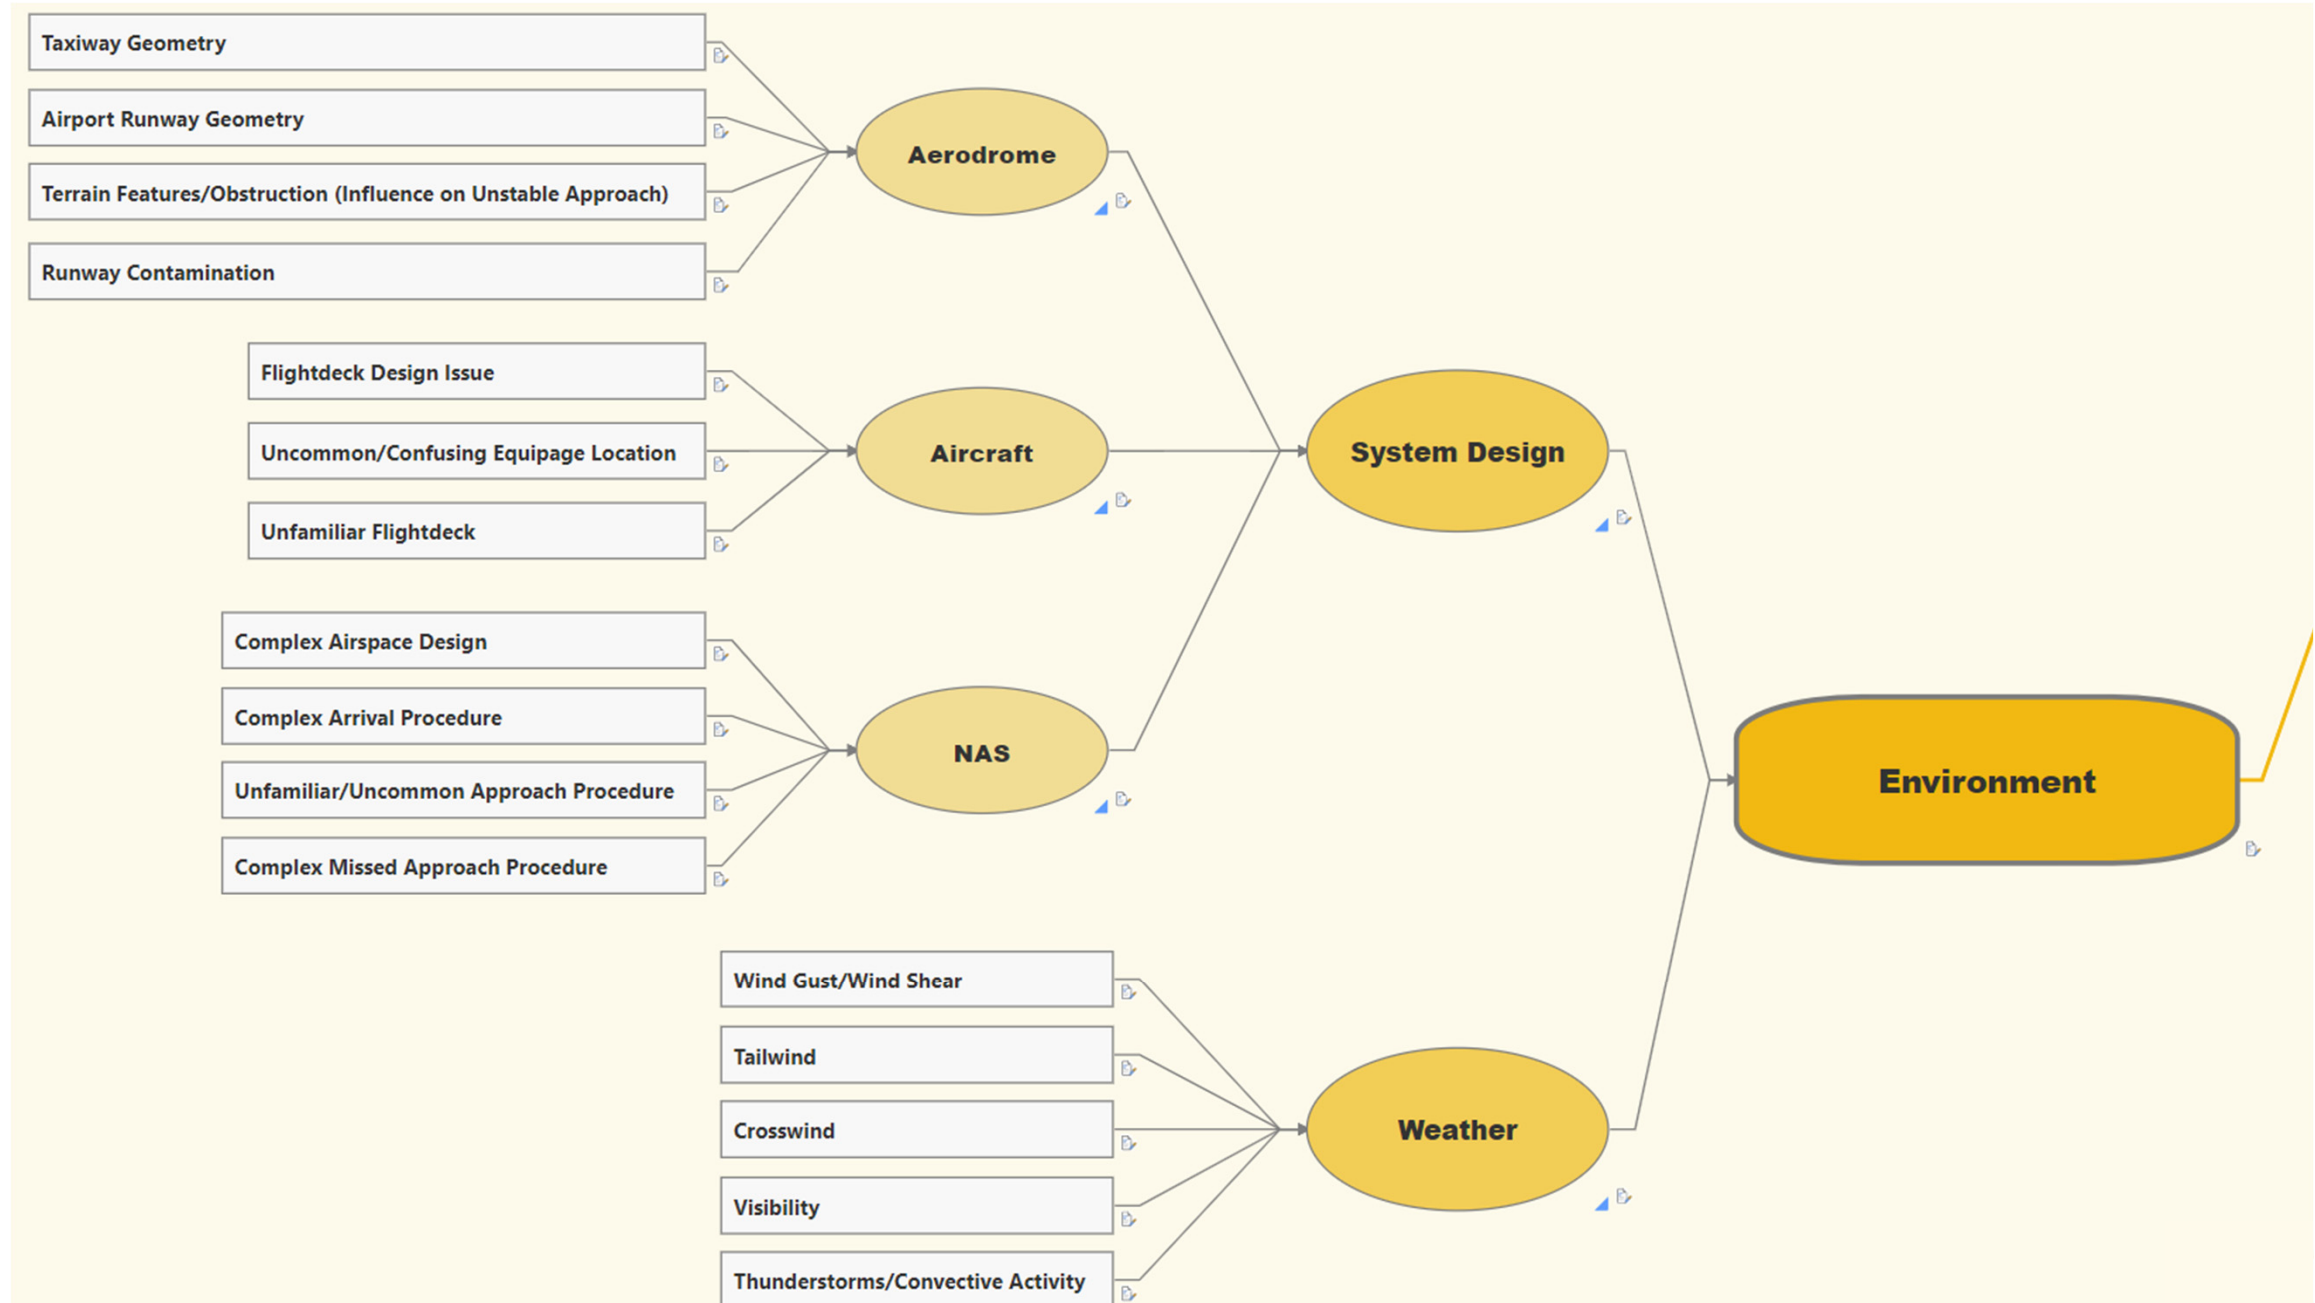 Taxiway Geometry
Airport Runway Geometry
Terrain Features/Obstruction (Influence on Unstable Approach)
Runway Contamination
Aerodrome
Flightdeck Design Issue
Uncommon/Confusing Equipage Location
Unfamiliar Flightdeck
Aircraft
System Design
Complex Airspace Design
Complex Arrival Procedure
Unfamiliar/Uncommon Approach Procedure
Complex Missed Approach Procedure
NAS
Environment
Wind Gust/Wind Shear
Tailwind
Crosswind
Visibility
Thunderstorms/Convective Activity
Weather